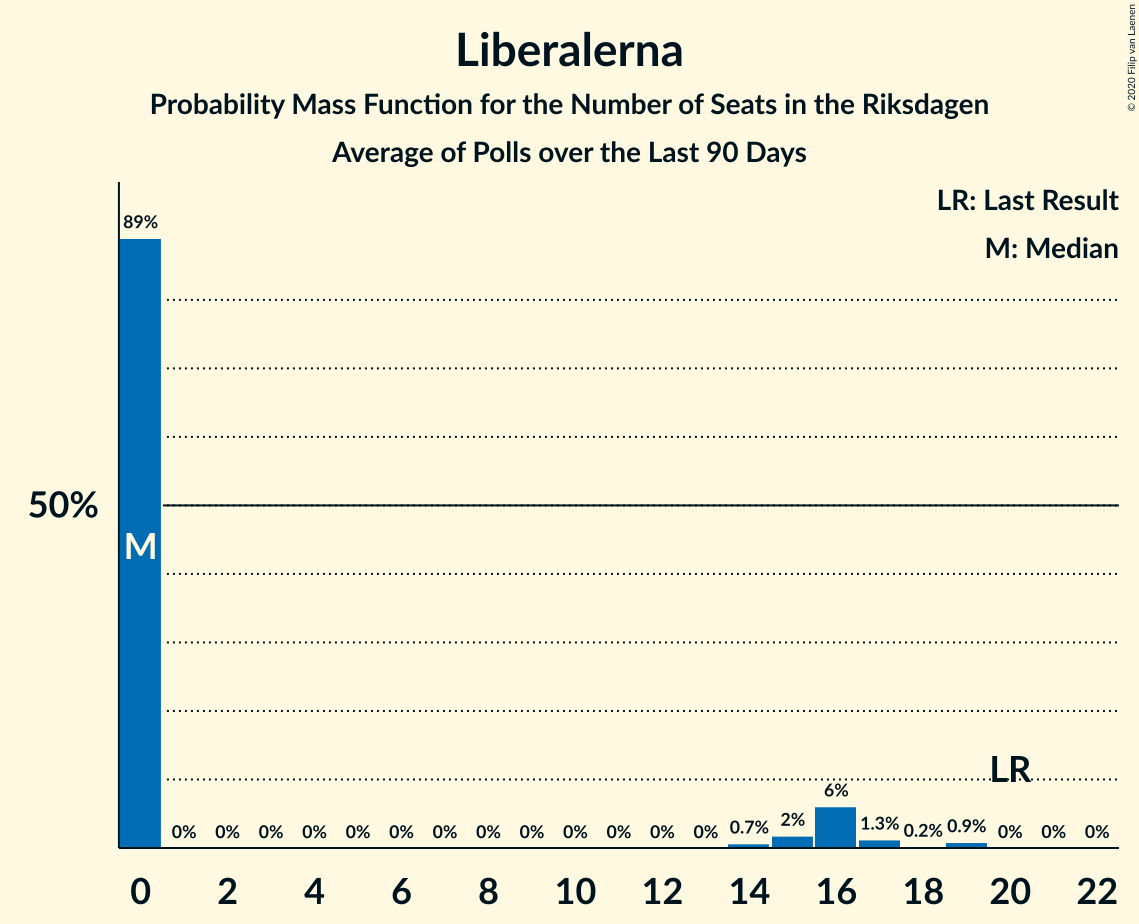 Liberalerna
Probability Mass Function for the Number of Seats in the Riksdagen
Average of Polls over the Last 90 Days
© 2020 Filip van Laenen
LR: Last Result
M: Median
89%
50%
M
LR
0% 0% 0% 0% 0% 0% 0% 0% 0% 0% 0% 0% 0% 0.7% 2% 6% 1.3% 0.2% 0.9% 0% 0% 0%
0 2 4 6 8 10 12 14 16 18 20 22